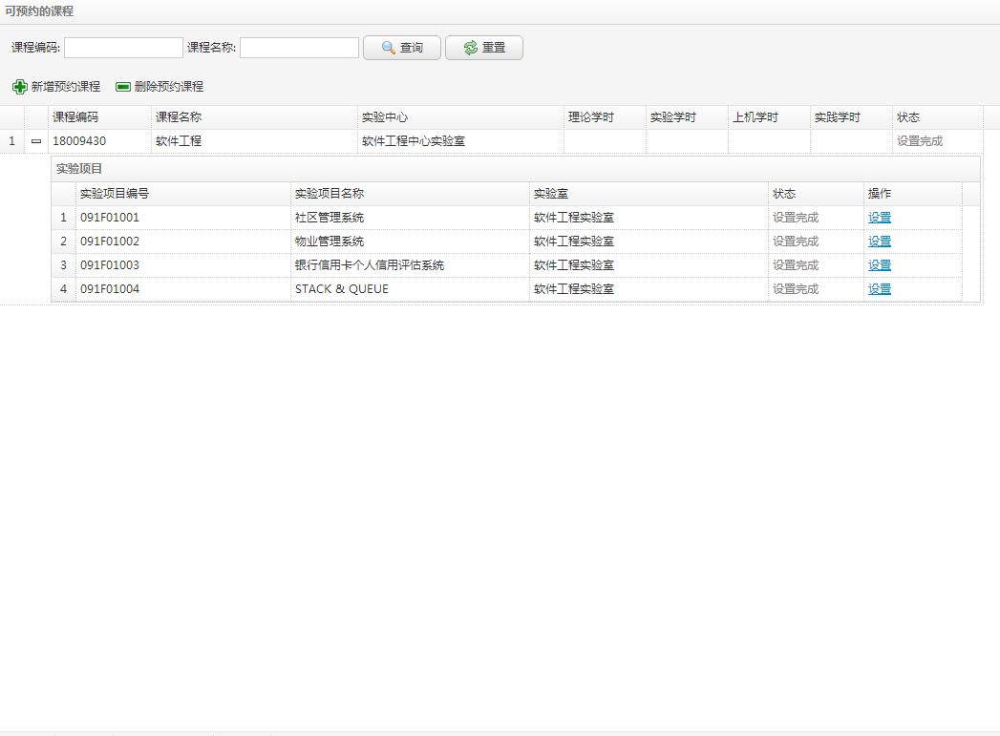 可预约的课程
课程编码: 课程名称: 查询 重置
新增预约课程 删除预约课程
课程编码 课程名称 实验中心 理论学时 实验学时 上机学时 实践学时 状态
1 18009430 软件工程 软件工程中心实验室 设置完成
实验项目
实验项目编号 实验项目名称 实验室 状态 操作
1 091F01001 社区管理系统 软件工程实验室 设置完成 设置
2 091F01002 物业管理系统 软件工程实验室 设置完成 设置
3 091F01003 银行信用卡个人信用评估系统 软件工程实验室 设置完成 设置
4 091F01004 STACK & QUEUE 软件工程实验室 设置完成 设置